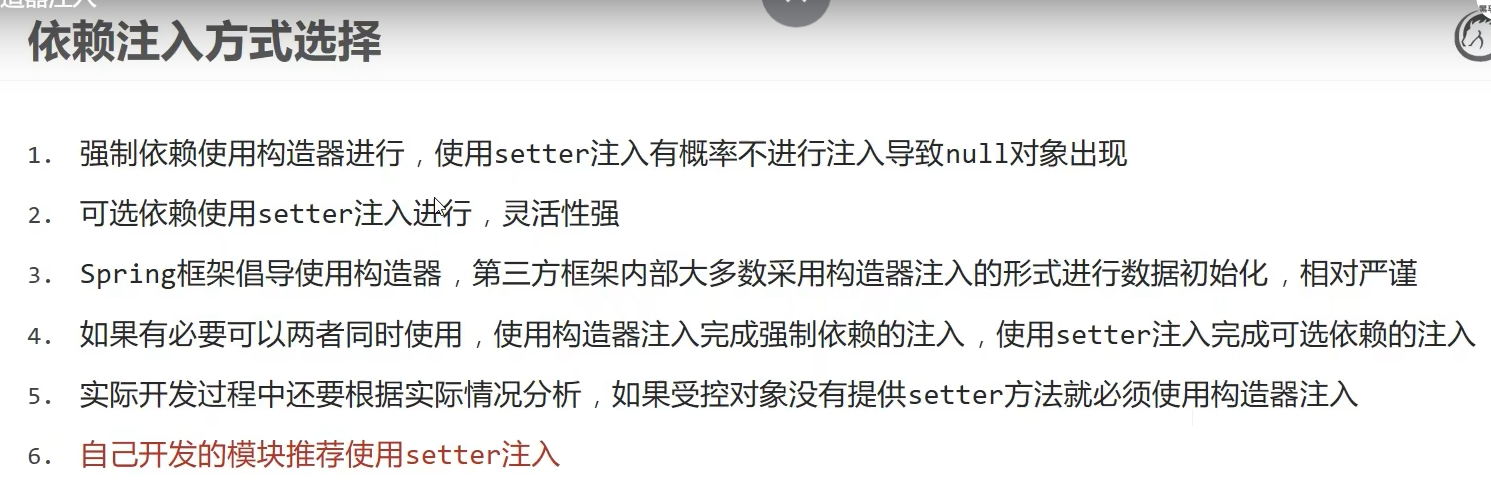 造器注入
依赖注入方式选择
1. 强制依赖使用构造器进行，使用setter注入有概率不进行注入导致null对象出现
2. 可选依赖使用setter注入进行，灵活性强
3. Spring框架倡导使用构造器，第三方框架内部大多数采用构造器注入的形式进行数据初始化，相对严谨
4. 如果有必要可以两者同时使用，使用构造器注入完成强制依赖的注入，使用setter注入完成可选依赖的注入
5. 实际开发过程中还要根据实际情况分析，如果受控对象没有提供setter方法就必须使用构造器注入
6. 自己开发的模块推荐使用setter注入